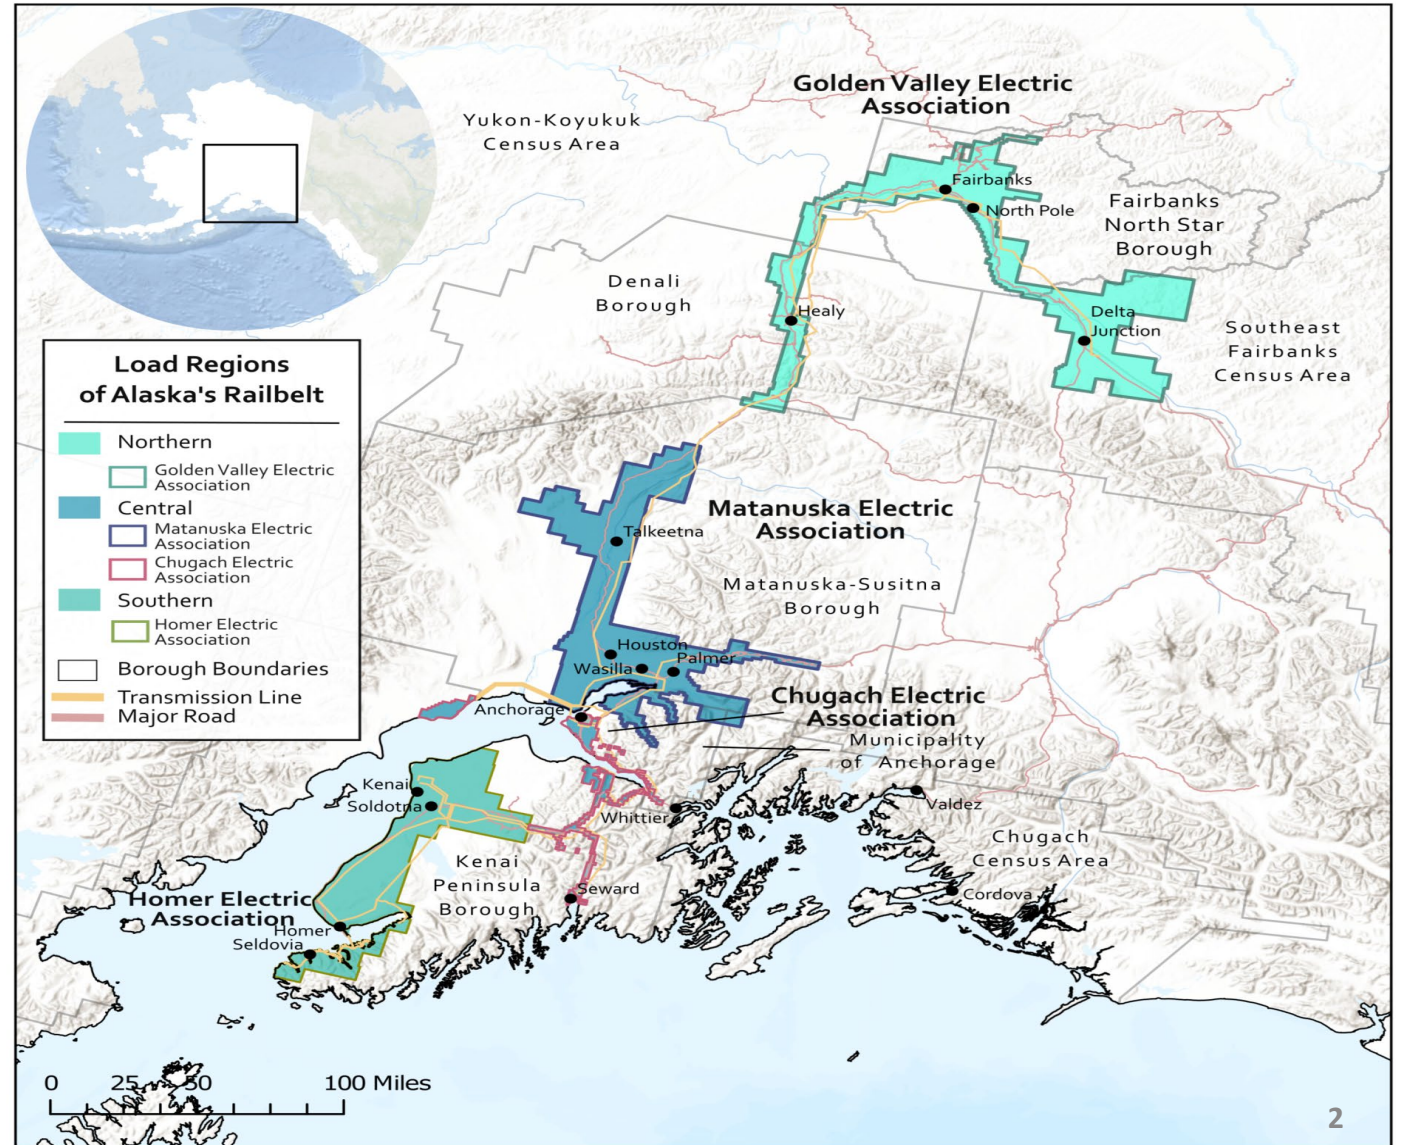 Golden Valley Electric
Association
Yukon-Koyukuk
Census Area
Fairbanks
North Pole
Fairbanks
North Star
Borough
Denali
Borough
Healy
Delta
Junction
Southeast
Fairbanks
Census Area
Load Regions
of Alaska's Railbelt
Northern
Golden Valley Electric
Association
Central
Matanuska Electric
Association
Chugach Electric
Association
Southern
Homer Electric
Association
Borough Boundaries
Transmission Line
Major Road
Matanuska Electric
Association
Talkeetna
Matanuska-Susitna
Borough
Houston
Wasilla
Palmer
Chugach Electric
Association
Anchorage
Municipality
of Anchorage
Kenai
Soldotna
Whittier
Valdez
Chugach
Census Area
Kenai
Peninsula
Borough
Seward
Cordova
Homer Electric
Association
Homer
Seldovia
0 25 50 100 Miles
2